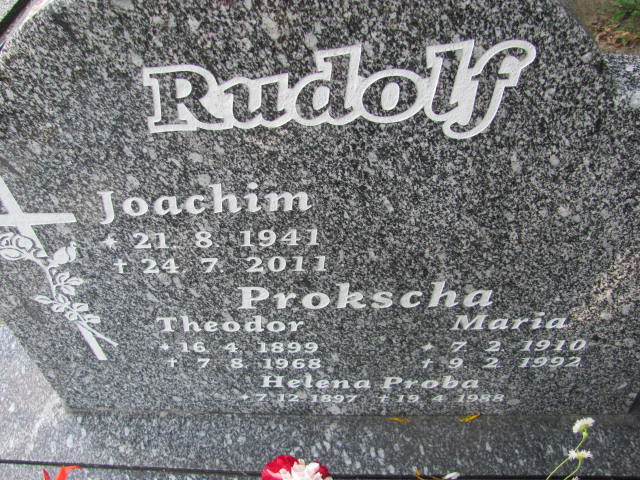 Rudolf
Joachim
* 21. 8. 1941
† 24. 7. 2011
Prokscha
Theodor Maria
* 16. 4. 1899 * 7. 2. 1910
† 7. 8. 1968 † 9. 2. 1992
Helena Proba
* 7. 12. 1897 † 19. 4. 1988